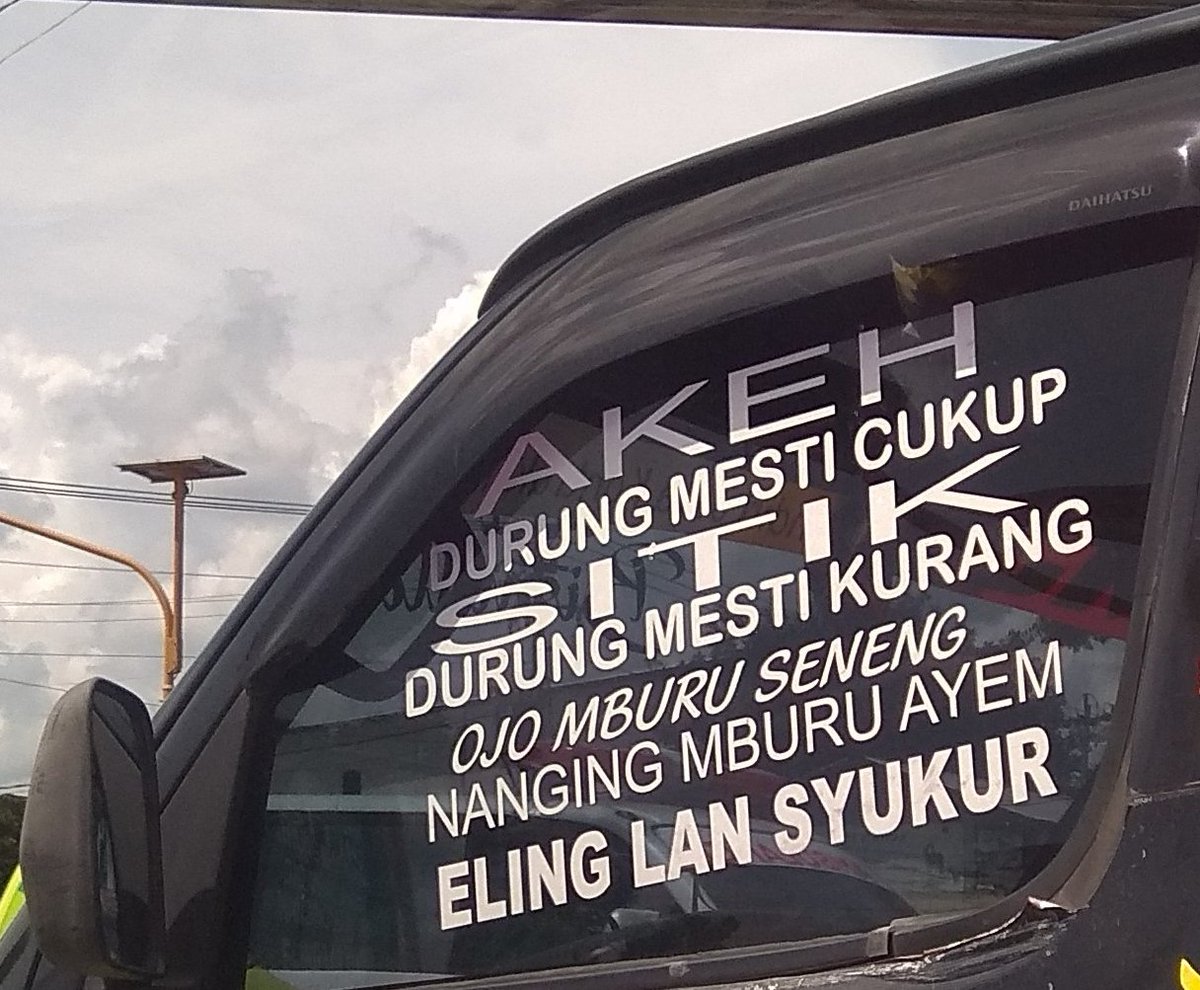 DAIHATSU
AKEH
DURUNG MESTI CUKUP
SITIK
DURUNG MESTI KURANG
OJO MBURU SENENG
NANGING MBURU AYEM
ELING LAN SYUKUR